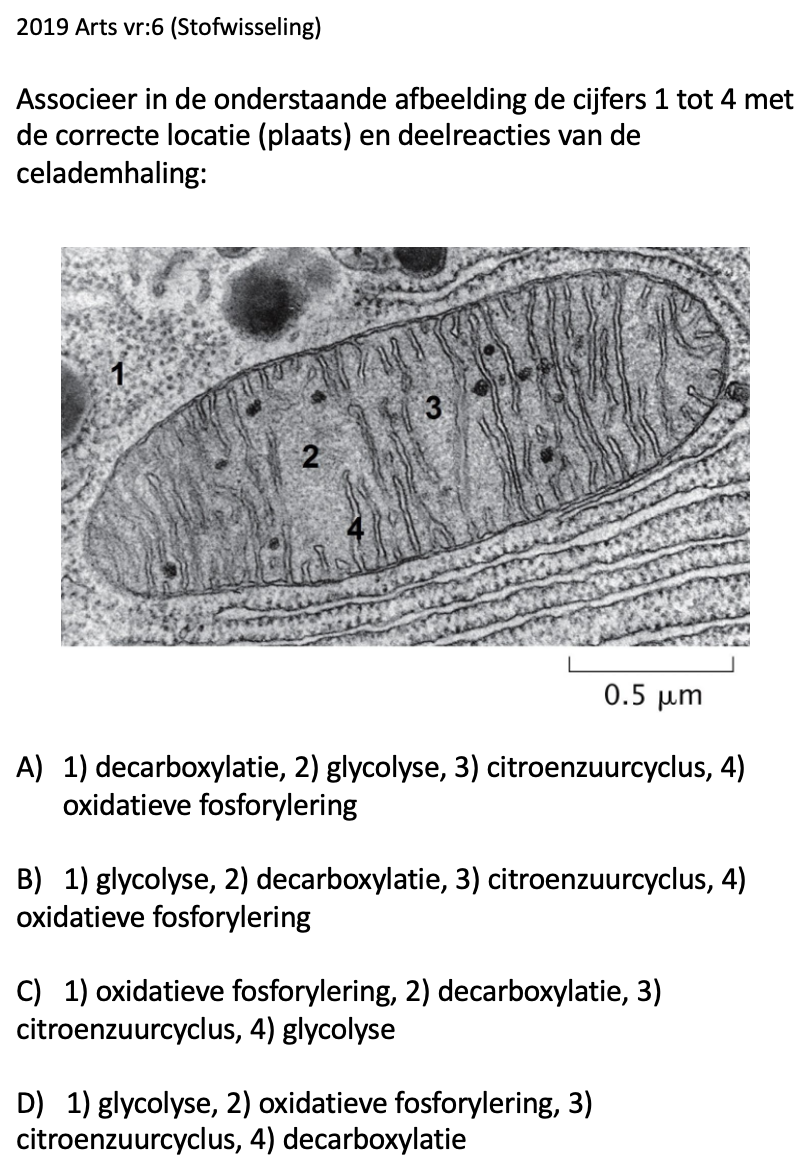 2019 Arts vr:6 (Stofwisseling)
Associeer in de onderstaande afbeelding de cijfers 1 tot 4 met
de correcte locatie (plaats) en deelreacties van de
celademhaling:
1
3
2
4
0.5 μm
A) 1) decarboxylatie, 2) glycolyse, 3) citroenzuurcyclus, 4)
oxidatieve fosforylering
B) 1) glycolyse, 2) decarboxylatie, 3) citroenzuurcyclus, 4)
oxidatieve fosforylering
C) 1) oxidatieve fosforylering, 2) decarboxylatie, 3)
citroenzuurcyclus, 4) glycolyse
D) 1) glycolyse, 2) oxidatieve fosforylering, 3)
citroenzuurcyclus, 4) decarboxylatie